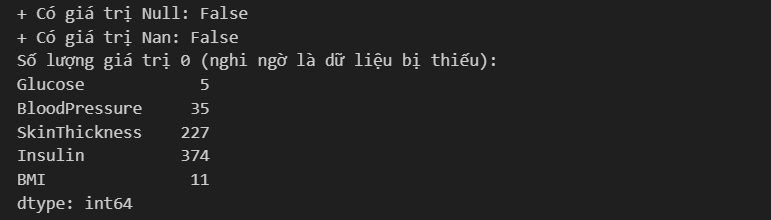 + Có giá trị Null: False
+ Có giá trị Nan: False
Số lượng giá trị 0 (nghi ngờ là dữ liệu bị thiếu):
Glucose 5
BloodPressure 35
SkinThickness 227
Insulin 374
BMI 11
dtype: int64